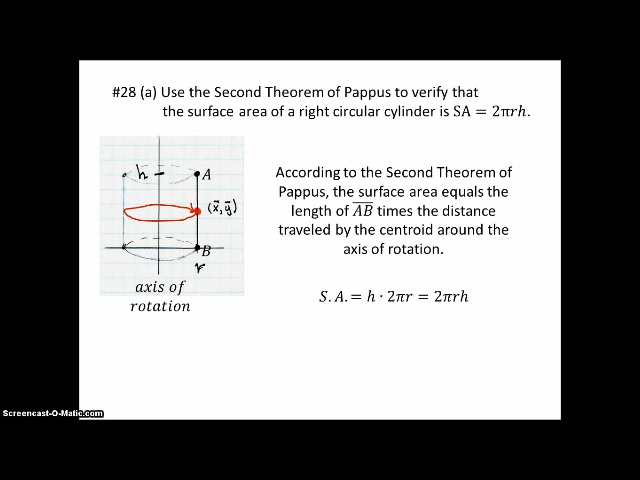 #28 (a) Use the Second Theorem of Pappus to verify that
the surface area of a right circular cylinder is SA = 2πrh.
h
A
(x̄, ȳ)
B
r
axis of
rotation
According to the Second Theorem of
Pappus, the surface area equals the
length of A̅B̅ times the distance
traveled by the centroid around the
axis of rotation.
S.A. = h · 2πr = 2πrh
Screencast-O-Matic.com